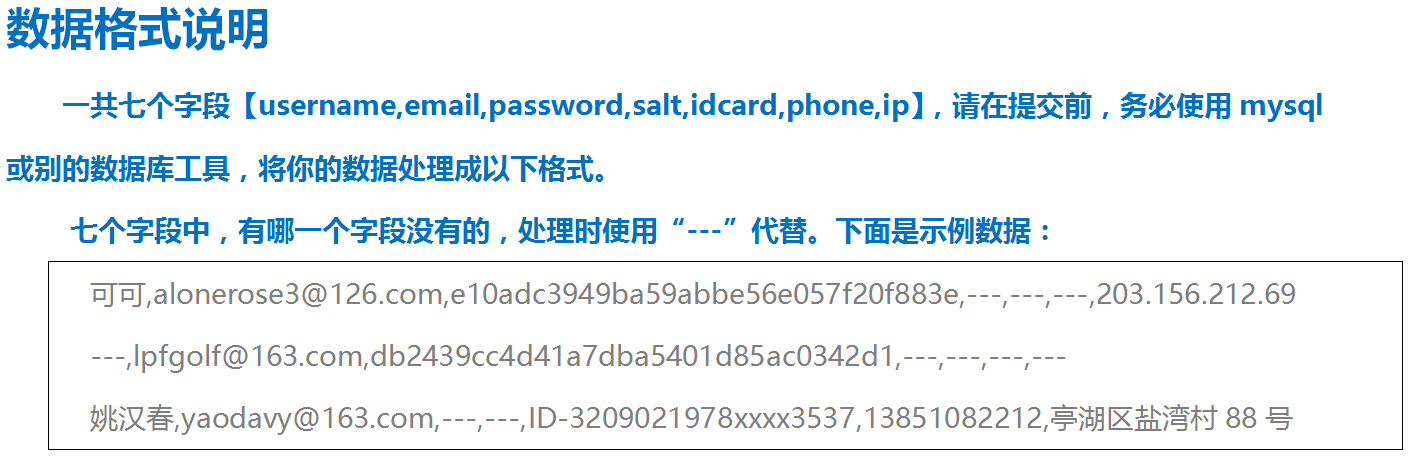 数据格式说明
一共七个字段【username,email,password,salt,idcard,phone,ip】，请在提交前，务必使用 mysql
或别的数据库工具，将你的数据处理成以下格式。
七个字段中，有哪一个字段没有的，处理时使用“---”代替。下面是示例数据：
可可,alonerose3@126.com,e10adc3949ba59abbe56e057f20f883e,---,---,---,203.156.212.69
---,lpfgolf@163.com,db2439cc4d41a7dba5401d85ac0342d1,---,---,---,---
姚汉春,yaodavy@163.com,---,---,ID-3209021978xxxx3537,13851082212,亭湖区盐湾村 88 号